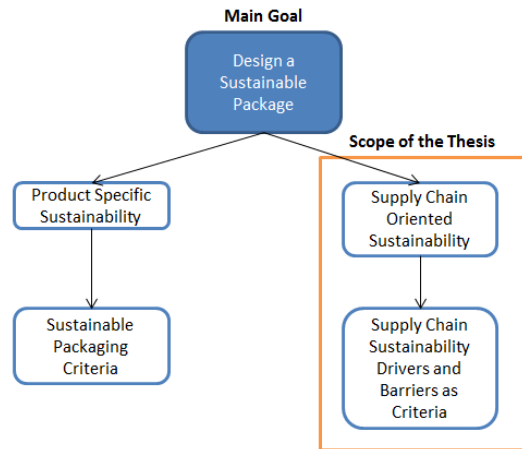 Main Goal
Design a
Sustainable
Package
Scope of the Thesis
Product Specific
Sustainability
Supply Chain
Oriented
Sustainability
Sustainable
Packaging
Criteria
Supply Chain
Sustainability
Drivers and
Barriers as
Criteria